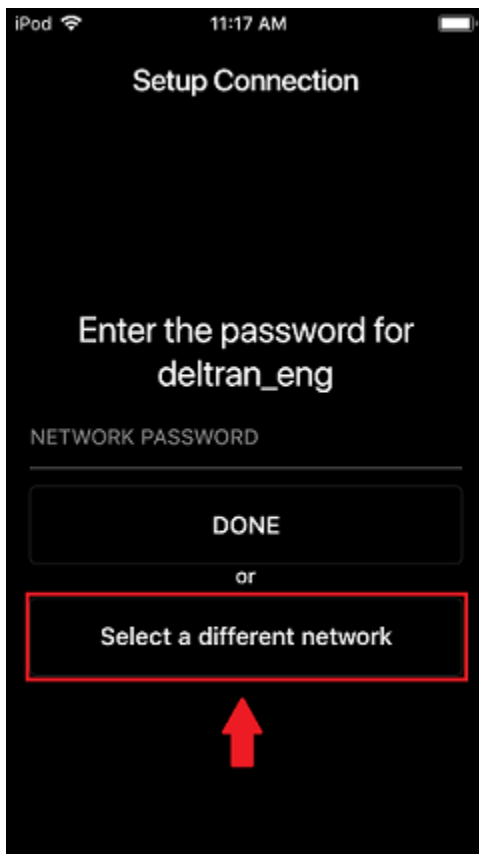 iPod 11:17 AM
Setup Connection
Enter the password for
deltran_eng
NETWORK PASSWORD
DONE
or
Select a different network